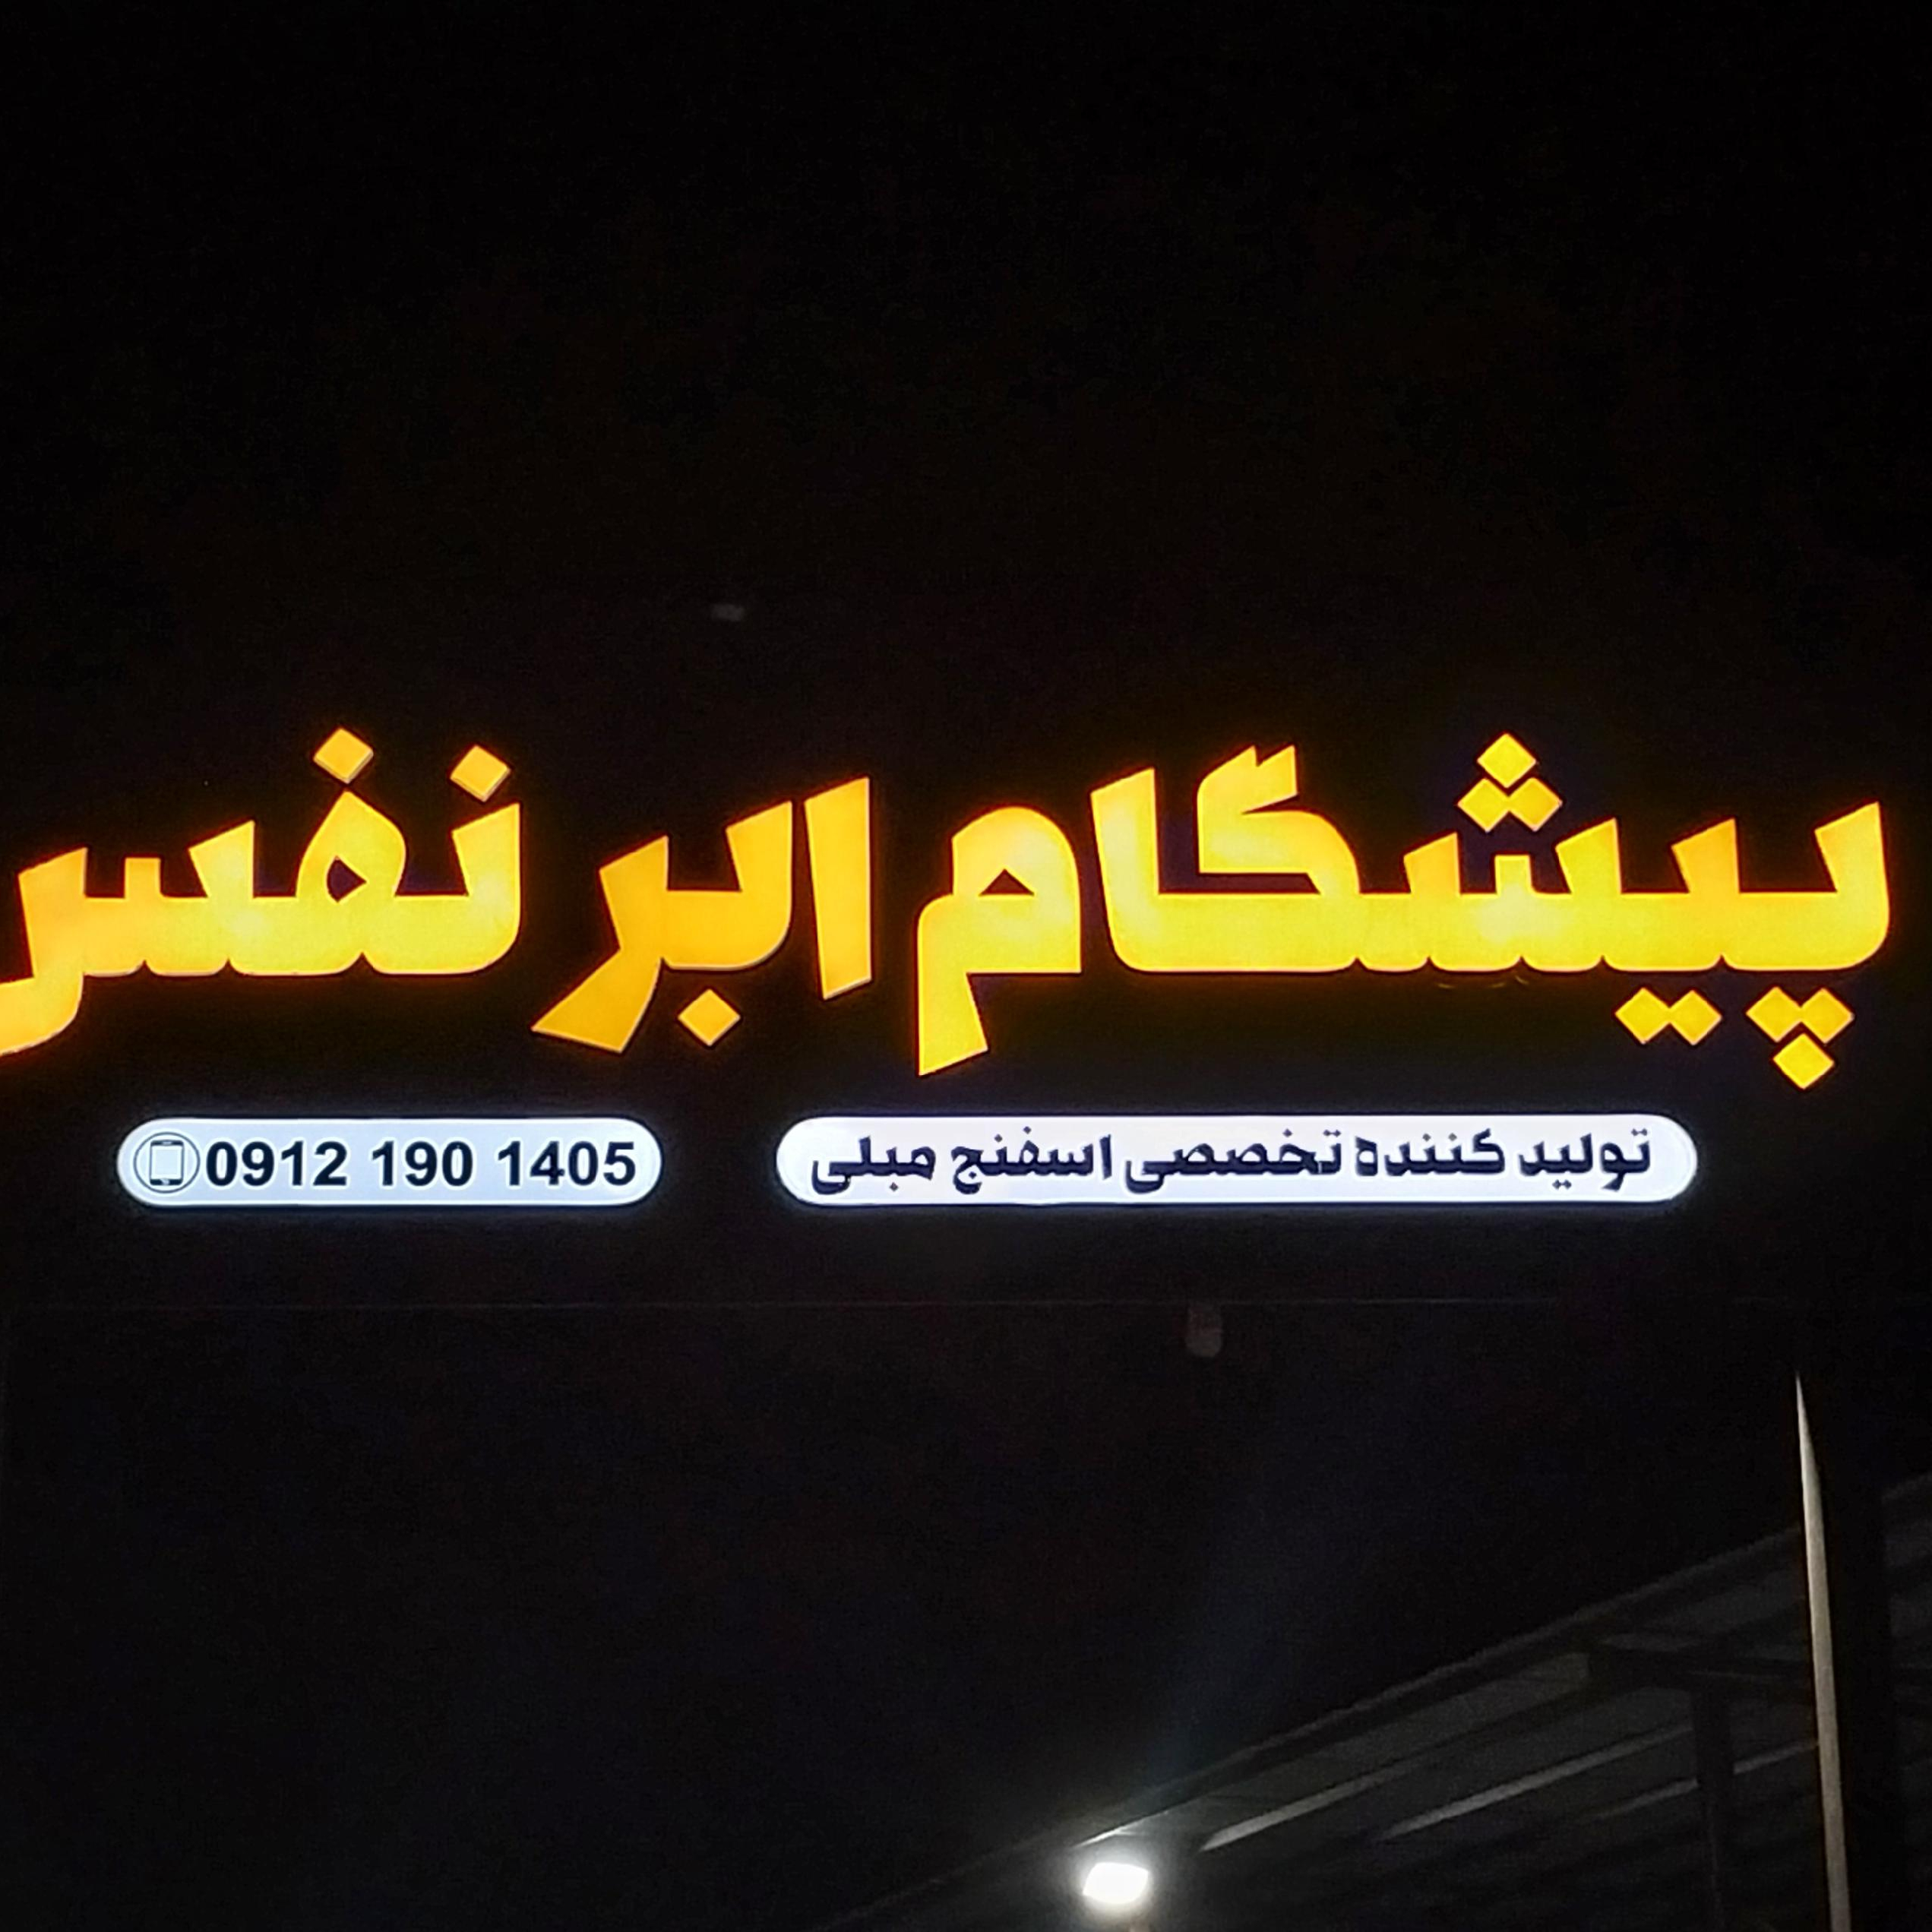 پیشگام ابر نفس
تولید کننده تخصصی اسفنج مبلی
0912 190 1405